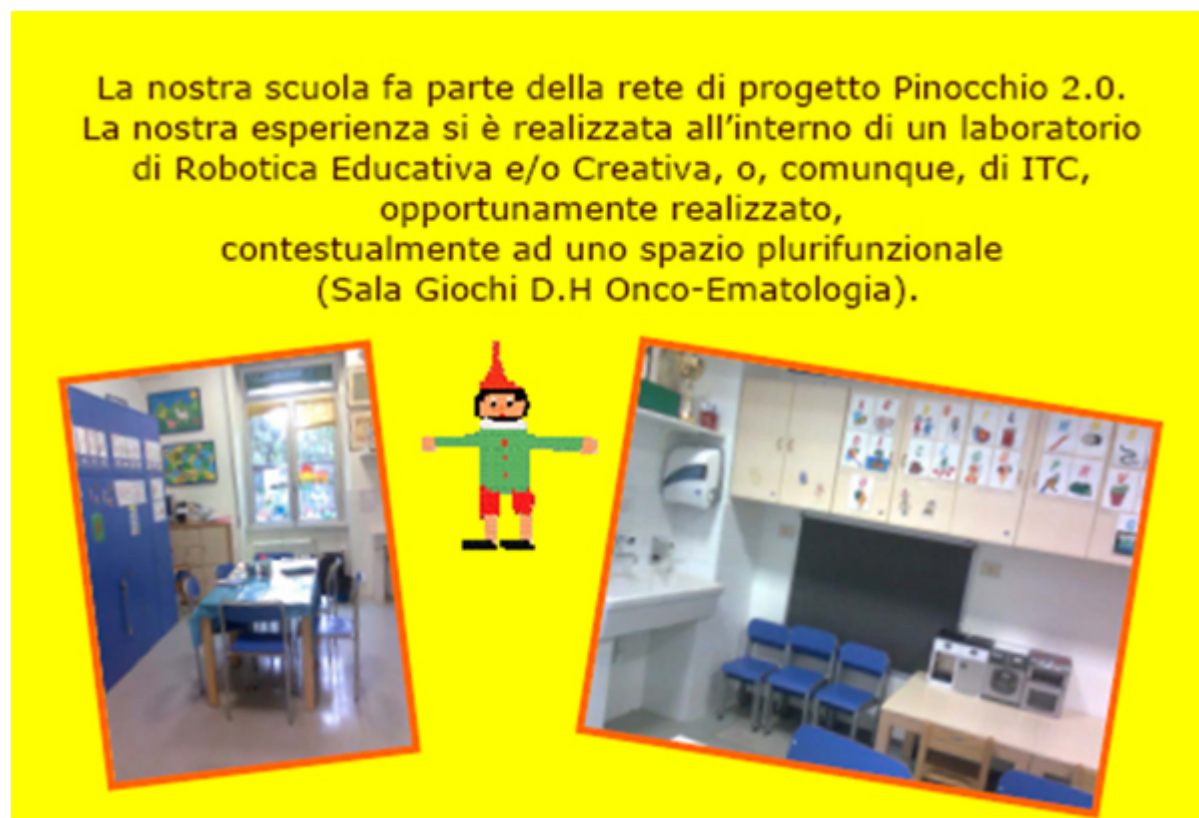 La nostra scuola fa parte della rete di progetto Pinocchio 2.0.
La nostra esperienza si è realizzata all’interno di un laboratorio
di Robotica Educativa e/o Creativa, o, comunque, di ITC,
opportunamente realizzato,
contestualmente ad uno spazio plurifunzionale
(Sala Giochi D.H Onco-Ematologia).